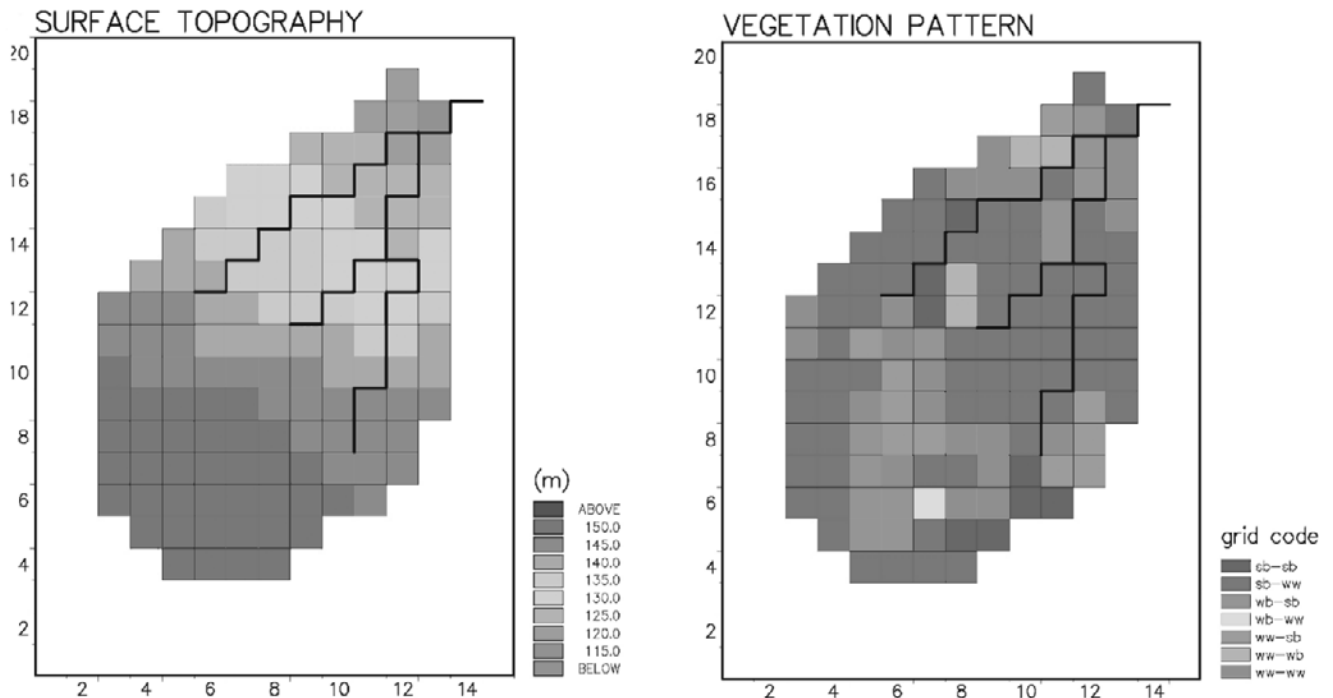 SURFACE TOPOGRAPHY
20
18
16
14
12
10
8
6
4
2
2 4 6 8 10 12 14
(m)
ABOVE
150.0
145.0
140.0
135.0
130.0
125.0
120.0
115.0
BELOW
VEGETATION PATTERN
20
18
16
14
12
10
8
6
4
2
2 4 6 8 10 12 14
grid code
sb-sb
sb-ww
wb-sb
wb-ww
ww-sb
ww-wb
ww-ww